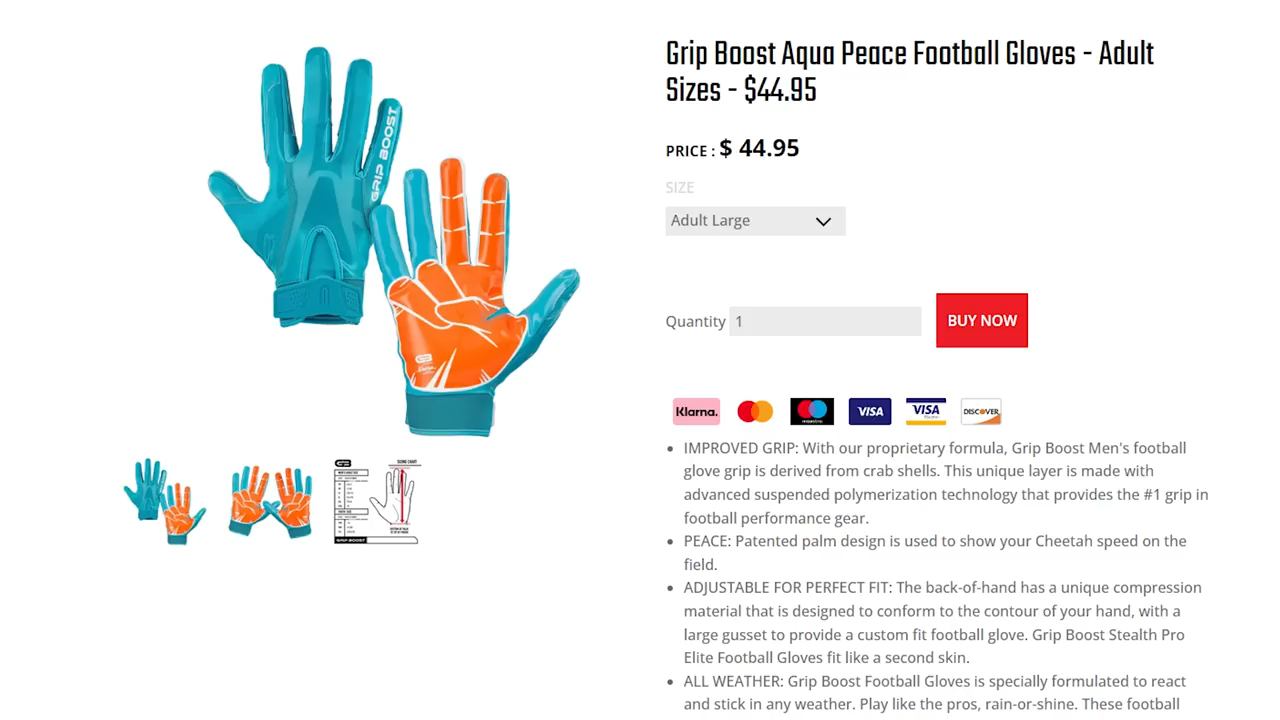 Grip Boost Aqua Peace Football Gloves - Adult
Sizes - $44.95
PRICE : $ 44.95
SIZE
Adult Large
Quantity 1
BUY NOW
Klarna.
maestro
VISA
VISA
DISCOVER
GRIP BOOST
SIZING CHART
GRIP BOOST
IMPROVED GRIP: With our proprietary formula, Grip Boost Men's football
glove grip is derived from crab shells. This unique layer is made with
advanced suspended polymerization technology that provides the #1 grip in
football performance gear.
PEACE: Patented palm design is used to show your Cheetah speed on the
field.
ADJUSTABLE FOR PERFECT FIT: The back-of-hand has a unique compression
material that is designed to conform to the contour of your hand, with a
large gusset to provide a custom fit football glove. Grip Boost Stealth Pro
Elite Football Gloves fit like a second skin.
ALL WEATHER: Grip Boost Football Gloves is specially formulated to react
and stick in any weather. Play like the pros, rain-or-shine. These football